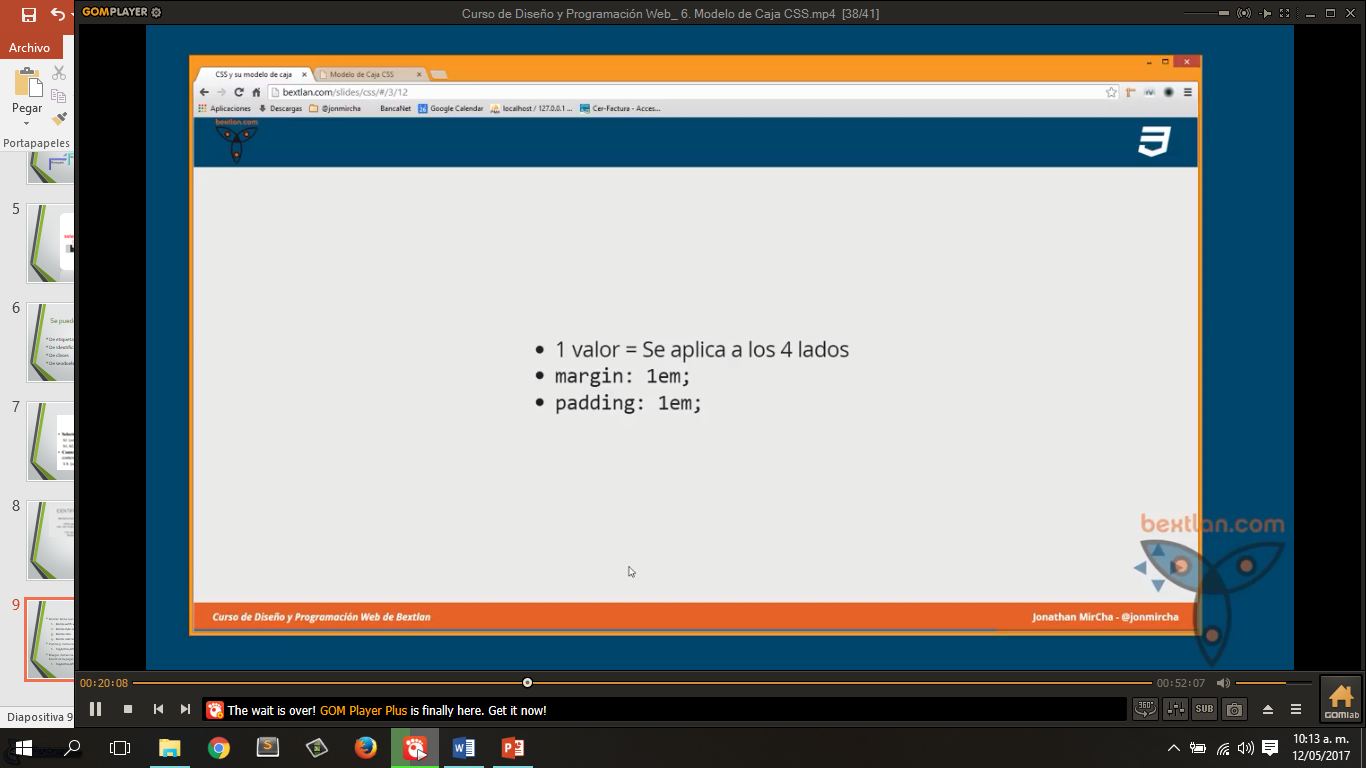 GOMPLAYER
Curso de Diseño y Programación Web_ 6. Modelo de Caja CSS.mp4 [38/41]
Archivo
Pegar
Portapapeles
5
6
Se pued
7
8
9
CSS y su modelo de caja
Modelo de Caja CSS
bextlan.com/slides/css/#/3/12
Aplicaciones
Descargas
@jonmircha
BancaNet
Google Calendar
localhost / 127.0.0.1 ...
Cer-Factura - Acces...
bextlan.com
1 valor = Se aplica a los 4 lados
margin: 1em;
padding: 1em;
bextlan.com
Curso de Diseño y Programación Web de Bextlan
Jonathan MirCha - @jonmircha
00:20:08
00:52:07
The wait is over! GOM Player Plus is finally here. Get it now!
360°
SUB
GOMlab
Diapositiva 9
10:13 a. m.
12/05/2017